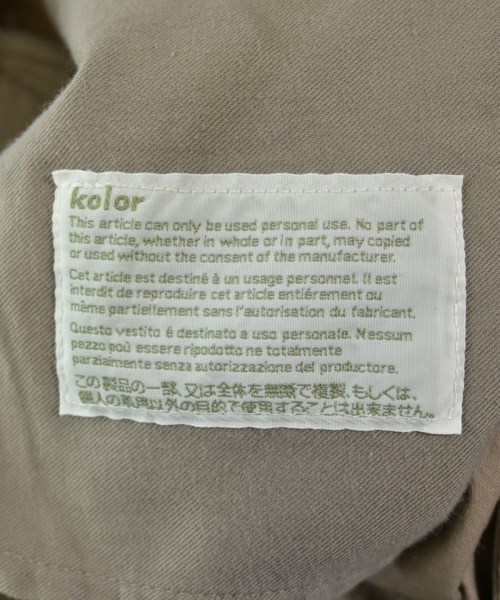 kolor
This article can only be used personal use. No part of
this article, whether in whole or in part, may copied
or used without the consent of the manufacturer.
Cet article est destiné à un usage personnel. Il est
interdit de reproduire cet article entiérement ou
même partiellement sans l'autorisation du fabricant.
Questo vestito é destinato a uso personale. Nessum
pezzo poù essere ripodotto ne totalmente
parzialmente senza autorizzazione del productore.
この製品の一部、又は全体を無断で複製、もしくは、
個人の着用以外の目的で使用することは出来ません。